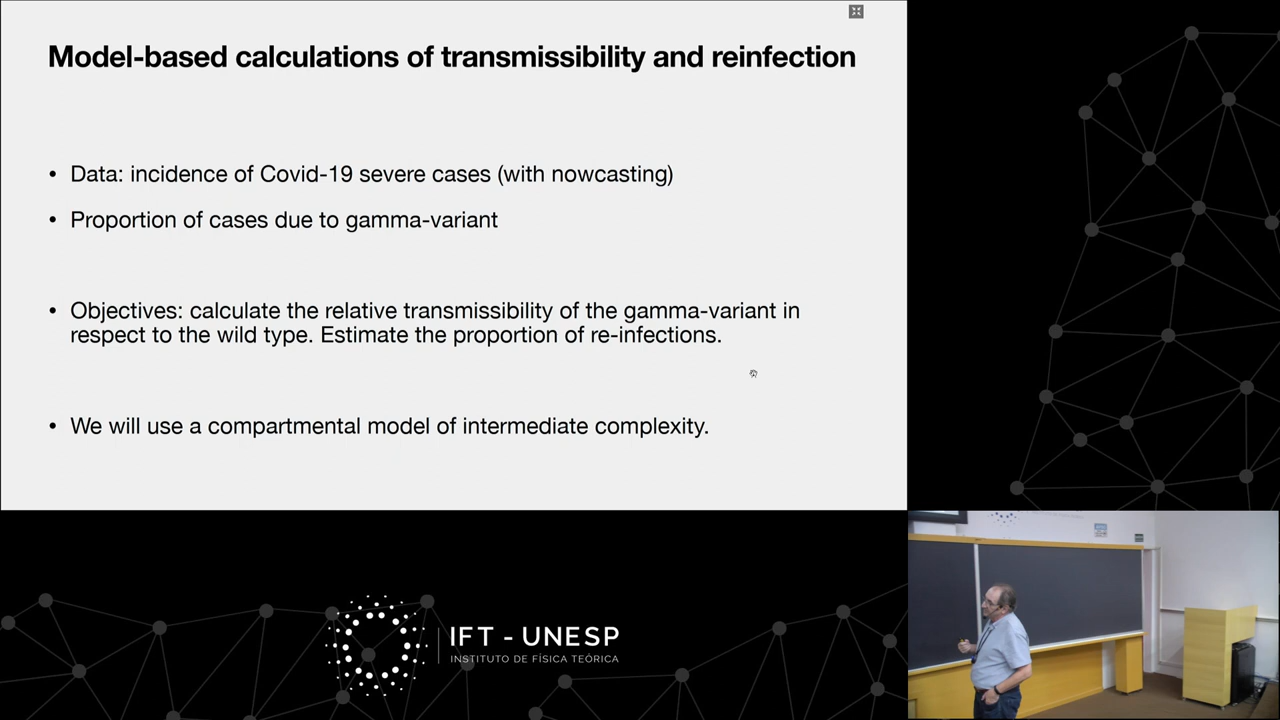 Model-based calculations of transmissibility and reinfection
• Data: incidence of Covid-19 severe cases (with nowcasting)
• Proportion of cases due to gamma-variant
• Objectives: calculate the relative transmissibility of the gamma-variant in
respect to the wild type. Estimate the proportion of re-infections.
• We will use a compartmental model of intermediate complexity.
IFT - UNESP
INSTITUTO DE FÍSICA TEÓRICA